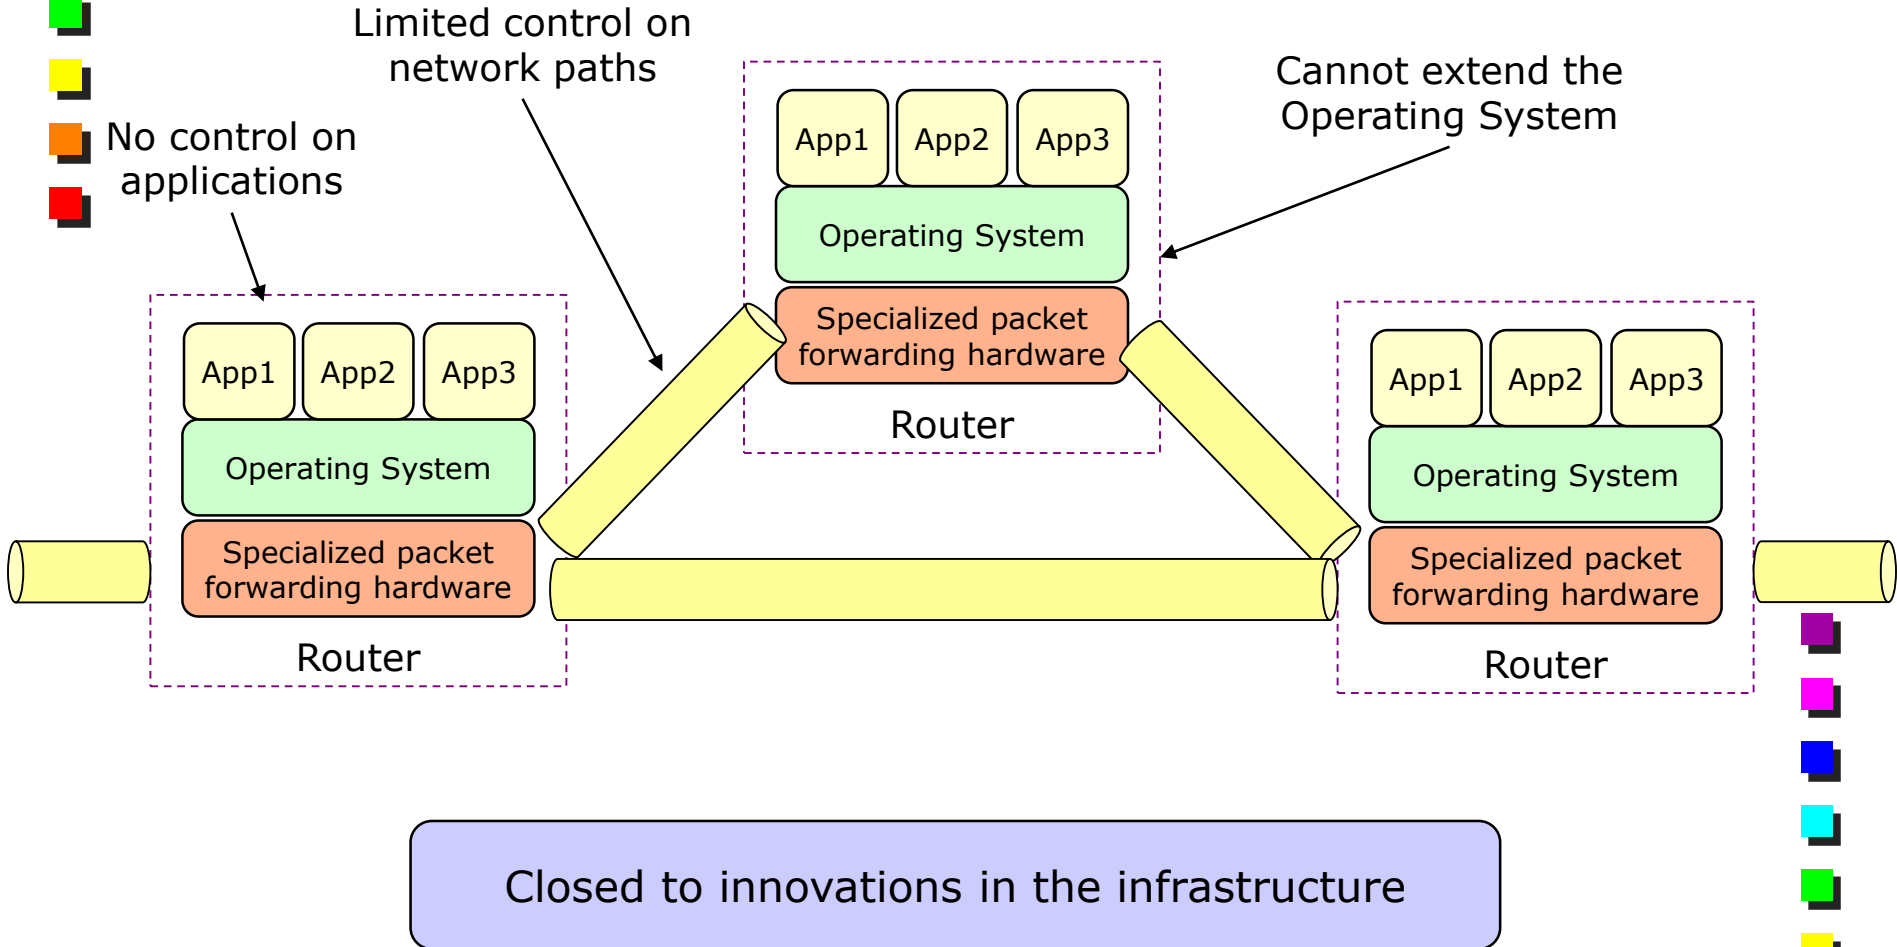 Limited control on
network paths
Cannot extend the
Operating System
No control on
applications
App1 App2 App3
Operating System
Specialized packet
forwarding hardware
Router
App1 App2 App3
Operating System
Specialized packet
forwarding hardware
Router
App1 App2 App3
Operating System
Specialized packet
forwarding hardware
Router
Closed to innovations in the infrastructure